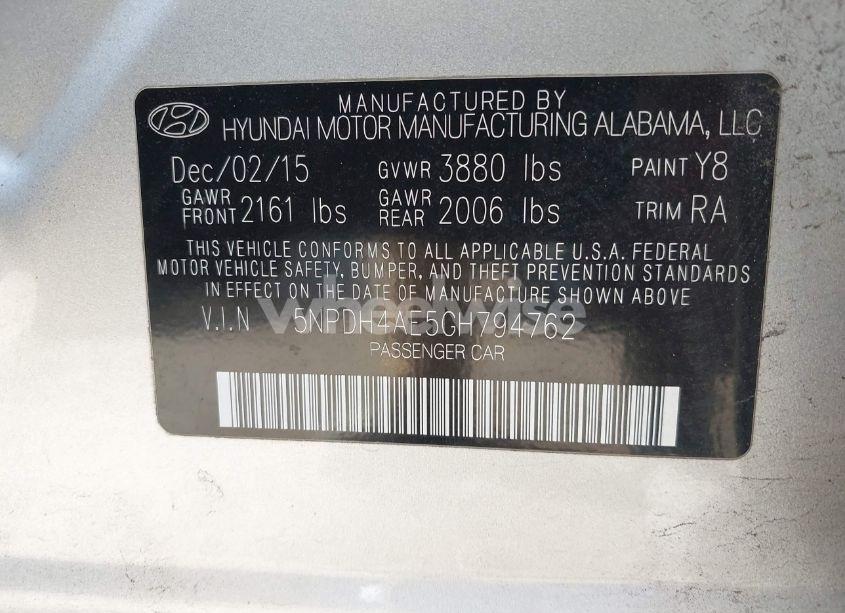 MANUFACTURED BY
HYUNDAI MOTOR MANUFACTURING ALABAMA, LLC
Dec/02/15 GVWR 3880 lbs PAINT Y8
GAWR FRONT 2161 lbs GAWR REAR 2006 lbs TRIM RA
THIS VEHICLE CONFORMS TO ALL APPLICABLE U.S.A. FEDERAL
MOTOR VEHICLE SAFETY, BUMPER, AND THEFT PREVENTION STANDARDS
IN EFFECT ON THE DATE OF MANUFACTURE SHOWN ABOVE
V.I.N 5NPDH4AE5GH794762
PASSENGER CAR
wheelwise